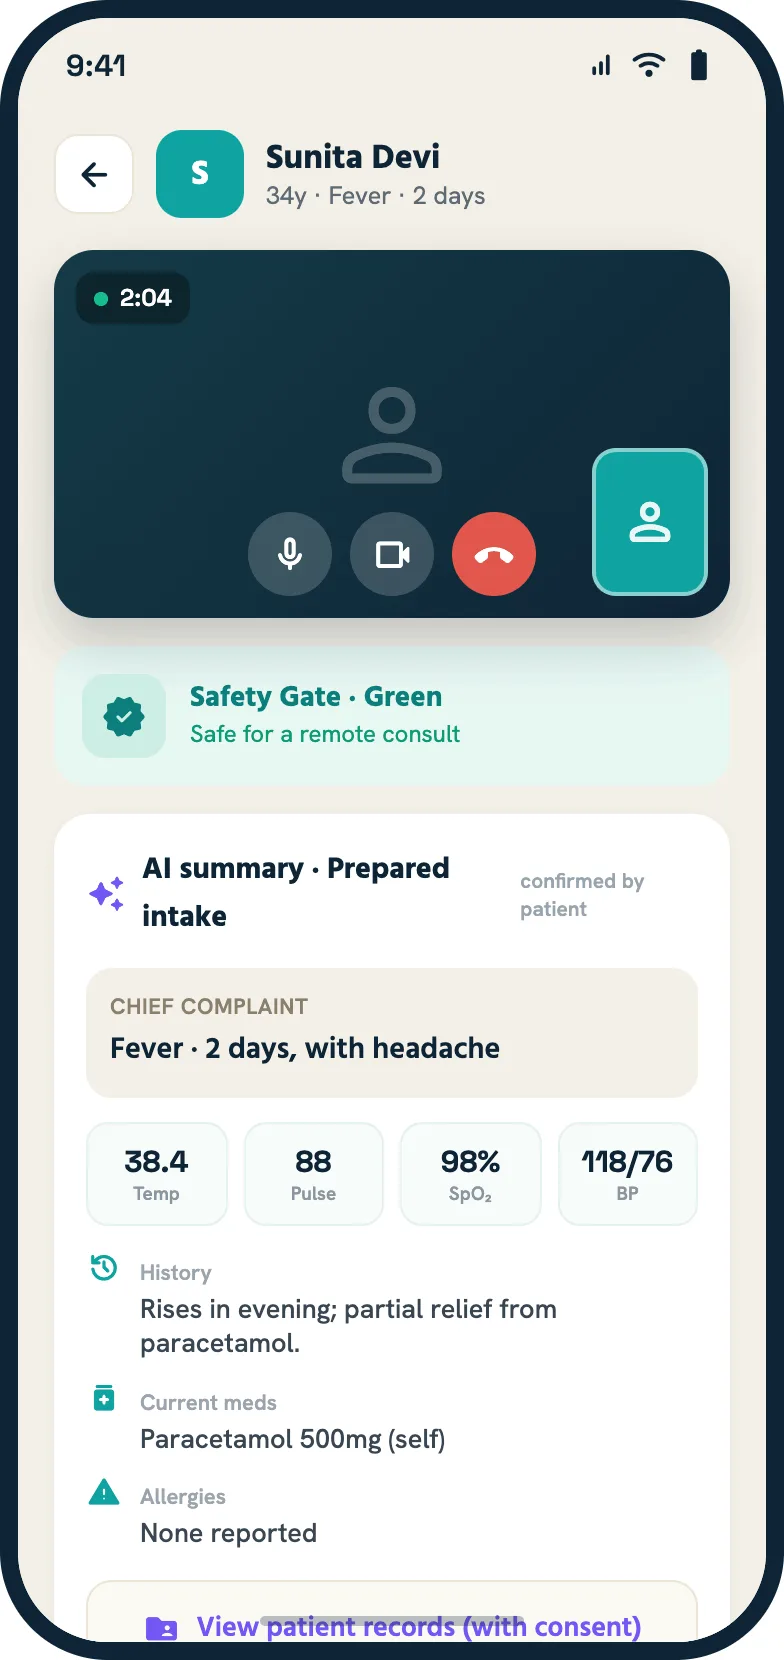 9:41
S
Sunita Devi
34y · Fever · 2 days
2:04
Safety Gate · Green
Safe for a remote consult
AI summary · Prepared
intake
confirmed by
patient
CHIEF COMPLAINT
Fever · 2 days, with headache
38.4
Temp
88
Pulse
98%
SpO₂
118/76
BP
History
Rises in evening; partial relief from
paracetamol.
Current meds
Paracetamol 500mg (self)
Allergies
None reported
View patient records (with consent)